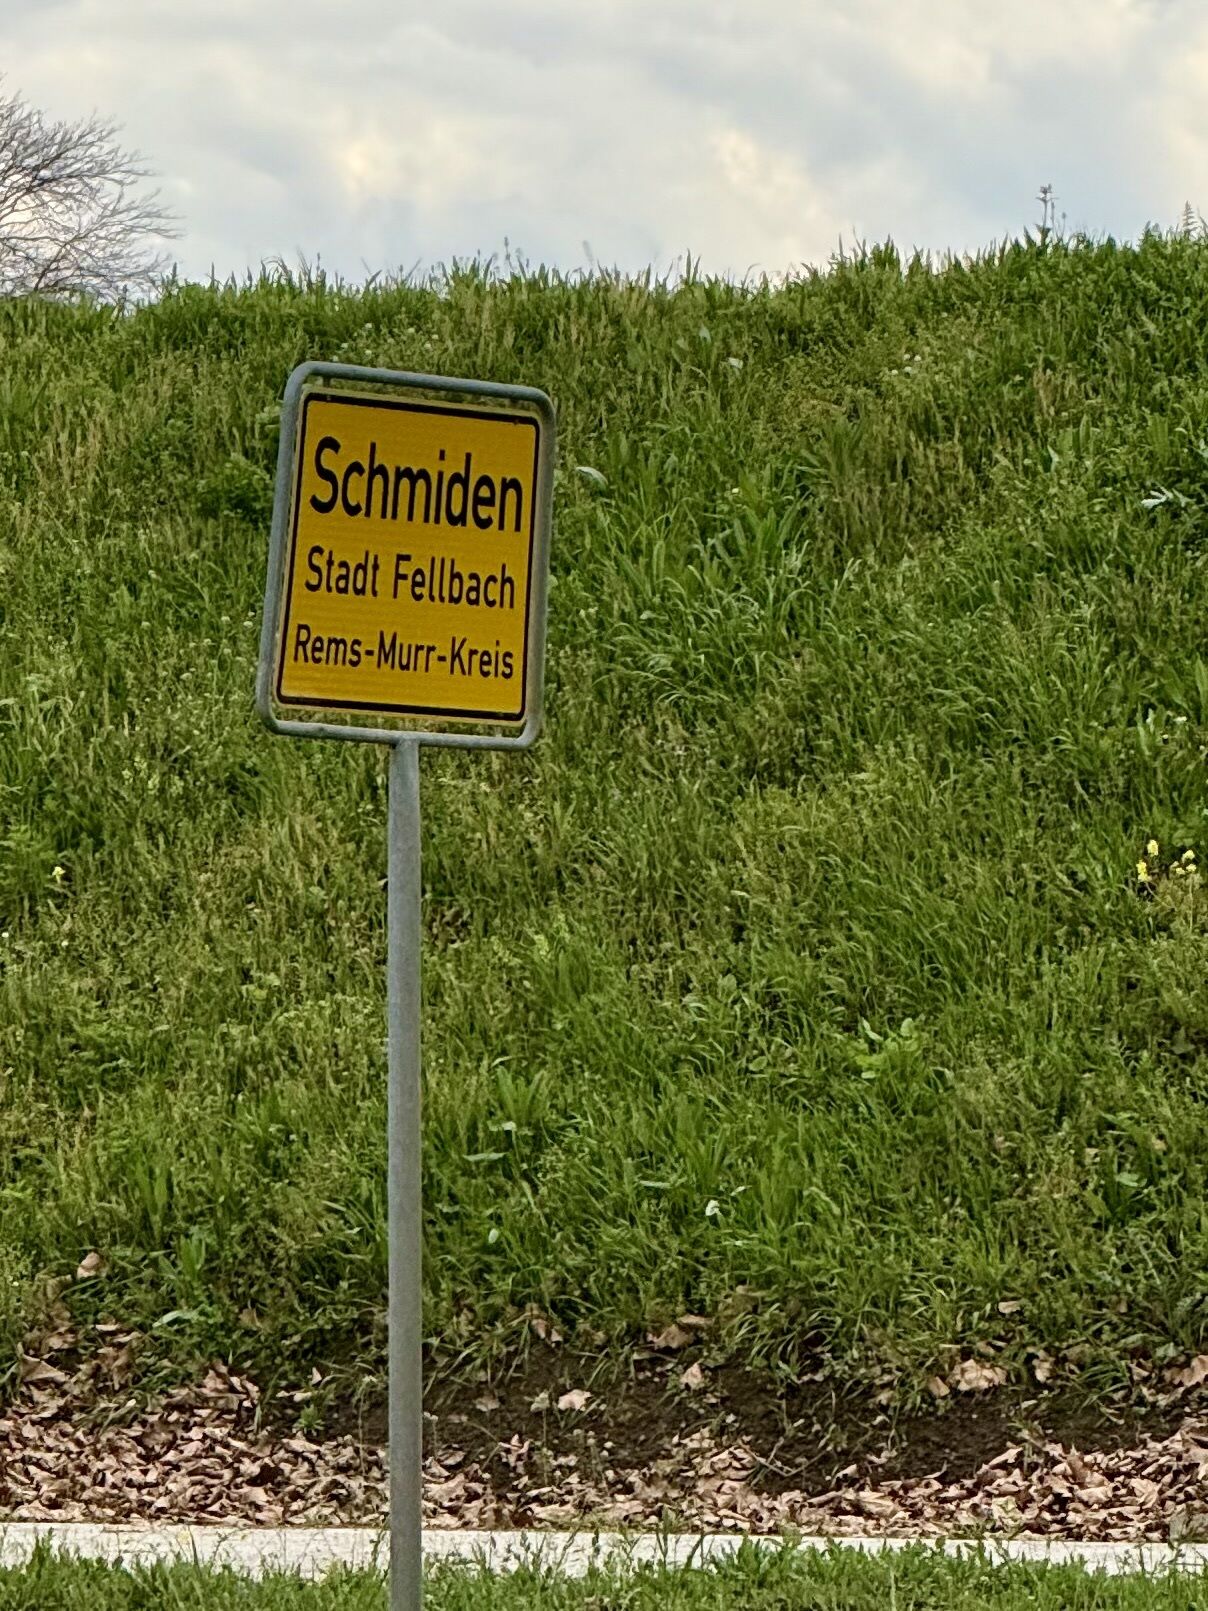 Schmiden
Stadt Fellbach
Rems-Murr-Kreis